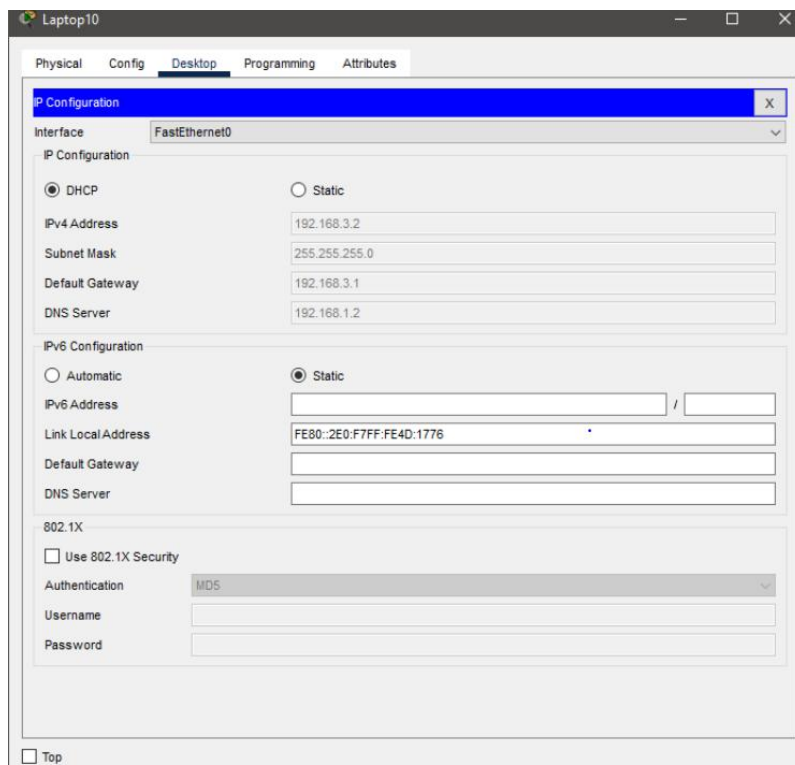 Laptop10
Physical Config Desktop Programming Attributes
IP Configuration X
Interface FastEthernet0
IP Configuration
DHCP Static
IPv4 Address 192.168.3.2
Subnet Mask 255.255.255.0
Default Gateway 192.168.3.1
DNS Server 192.168.1.2
IPv6 Configuration
Automatic Static
IPv6 Address /
Link Local Address FE80::2E0:F7FF:FE4D:1776
Default Gateway
DNS Server
802.1X
Use 802.1X Security
Authentication MD5
Username
Password
Top